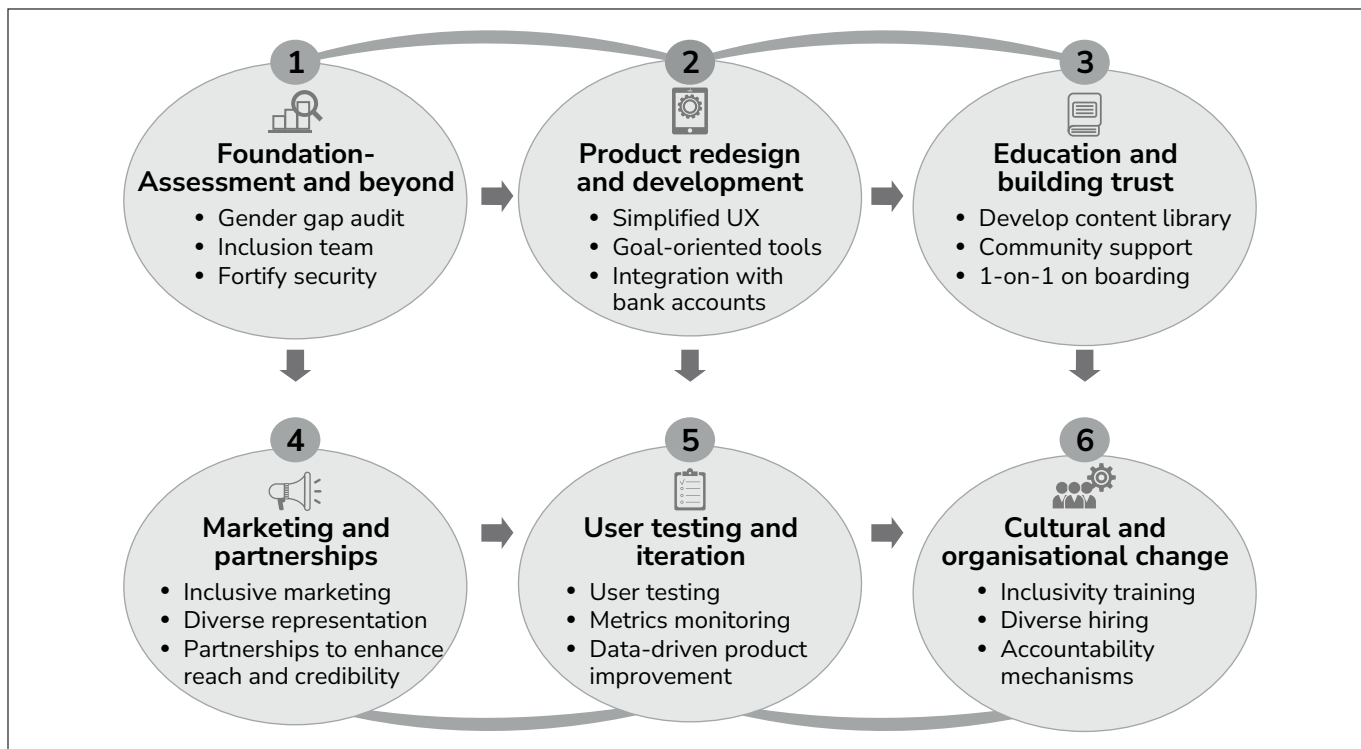 1
Foundation-
Assessment and beyond
• Gender gap audit
• Inclusion team
• Fortify security
2
Product redesign
and development
• Simplified UX
• Goal-oriented tools
• Integration with
bank accounts
3
Education and
building trust
• Develop content library
• Community support
• 1-on-1 on boarding
4
Marketing and
partnerships
• Inclusive marketing
• Diverse representation
• Partnerships to enhance
reach and credibility
5
User testing and
iteration
• User testing
• Metrics monitoring
• Data-driven product
improvement
6
Cultural and
organisational change
• Inclusivity training
• Diverse hiring
• Accountability
mechanisms